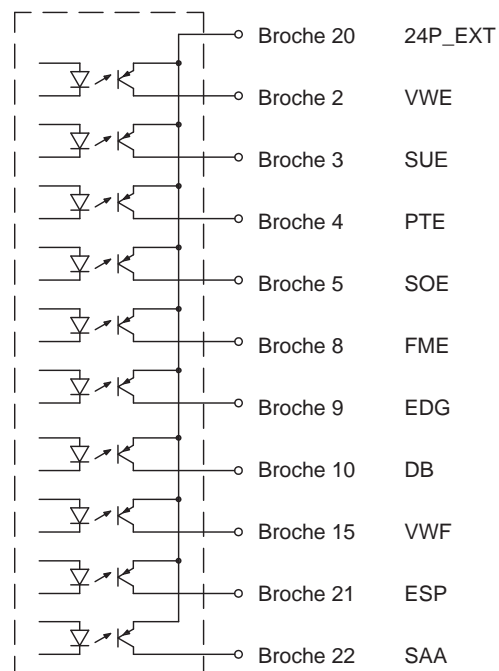 Broche 20 24P_EXT
Broche 2 VWE
Broche 3 SUE
Broche 4 PTE
Broche 5 SOE
Broche 8 FME
Broche 9 EDG
Broche 10 DB
Broche 15 VWF
Broche 21 ESP
Broche 22 SAA